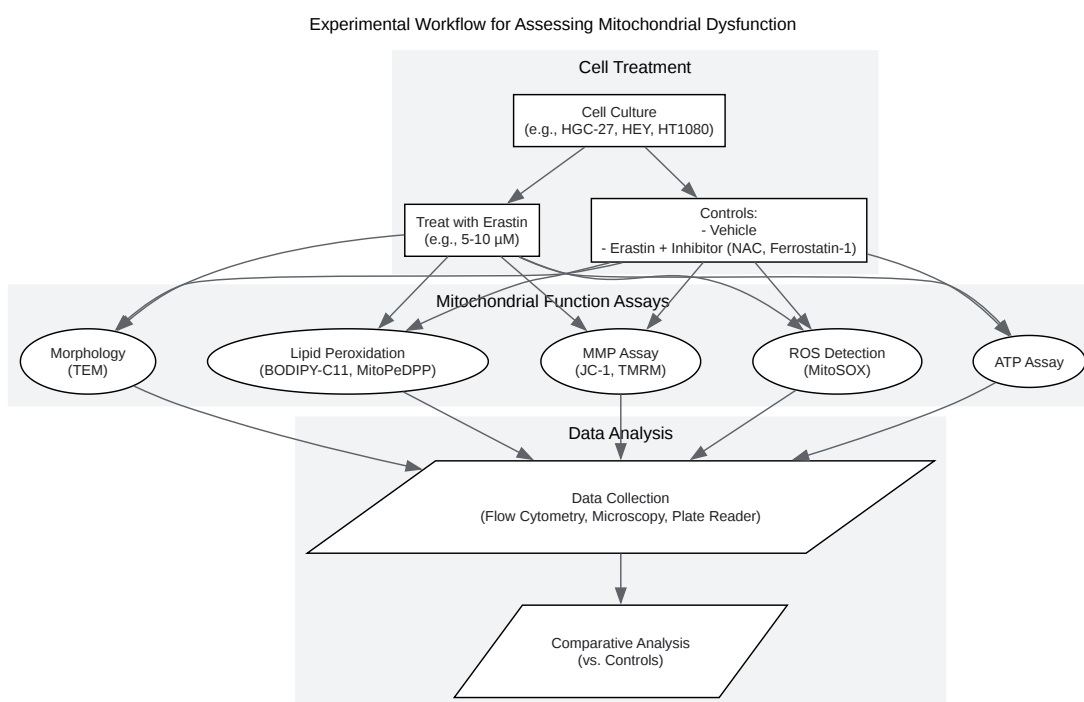 Experimental Workflow for Assessing Mitochondrial Dysfunction
Cell Treatment
Cell Culture
(e.g., HGC-27, HEY, HT1080)
Treat with Erastin
(e.g., 5-10 µM)
Controls:
- Vehicle
- Erastin + Inhibitor (NAC, Ferrostatin-1)
Mitochondrial Function Assays
Morphology
(TEM)
Lipid Peroxidation
(BODIPY-C11, MitoPeDPP)
MMP Assay
(JC-1, TMRM)
ROS Detection
(MitoSOX)
ATP Assay
Data Analysis
Data Collection
(Flow Cytometry, Microscopy, Plate Reader)
Comparative Analysis
(vs. Controls)